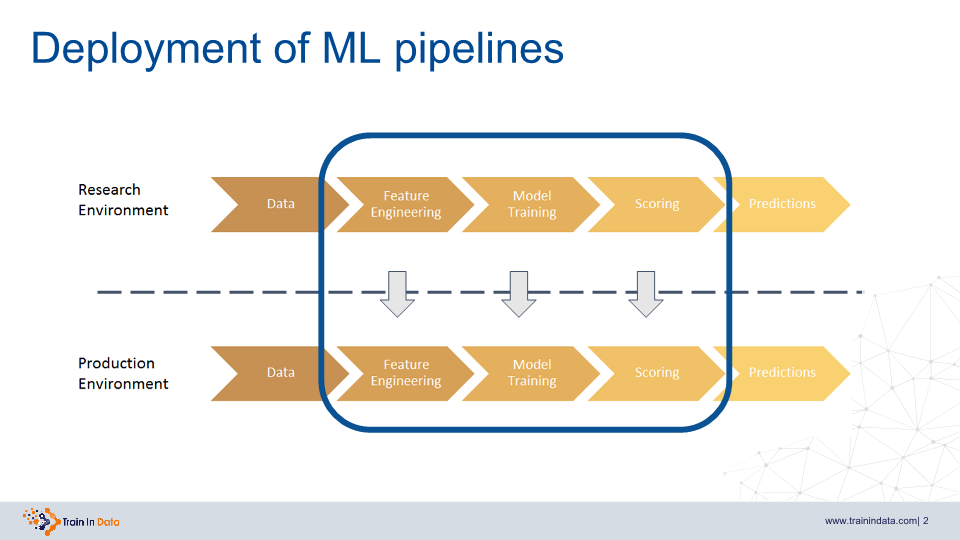 Deployment of ML pipelines
Research
Environment
Data
Feature
Engineering
Model
Training
Scoring
Predictions
Production
Environment
Data
Feature
Engineering
Model
Training
Scoring
Predictions
Train In Data
www.trainindata.com| 2